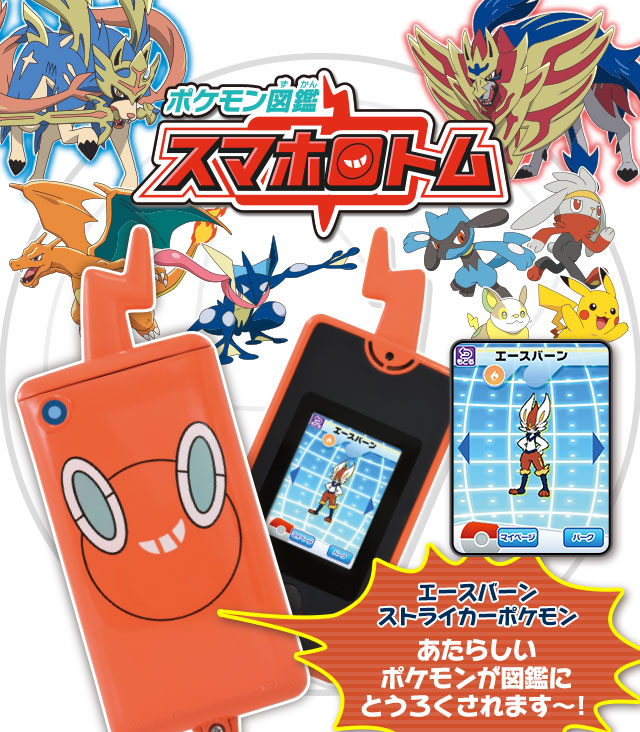 ポケモン図鑑
ずかん
スマホロトム
エースバーン
エースバーン
マイページ
パーク
マイページ
パーク
エースバーン
ストライカーポケモン
あたらしい
ポケモンが図鑑に
とうろくされます〜!